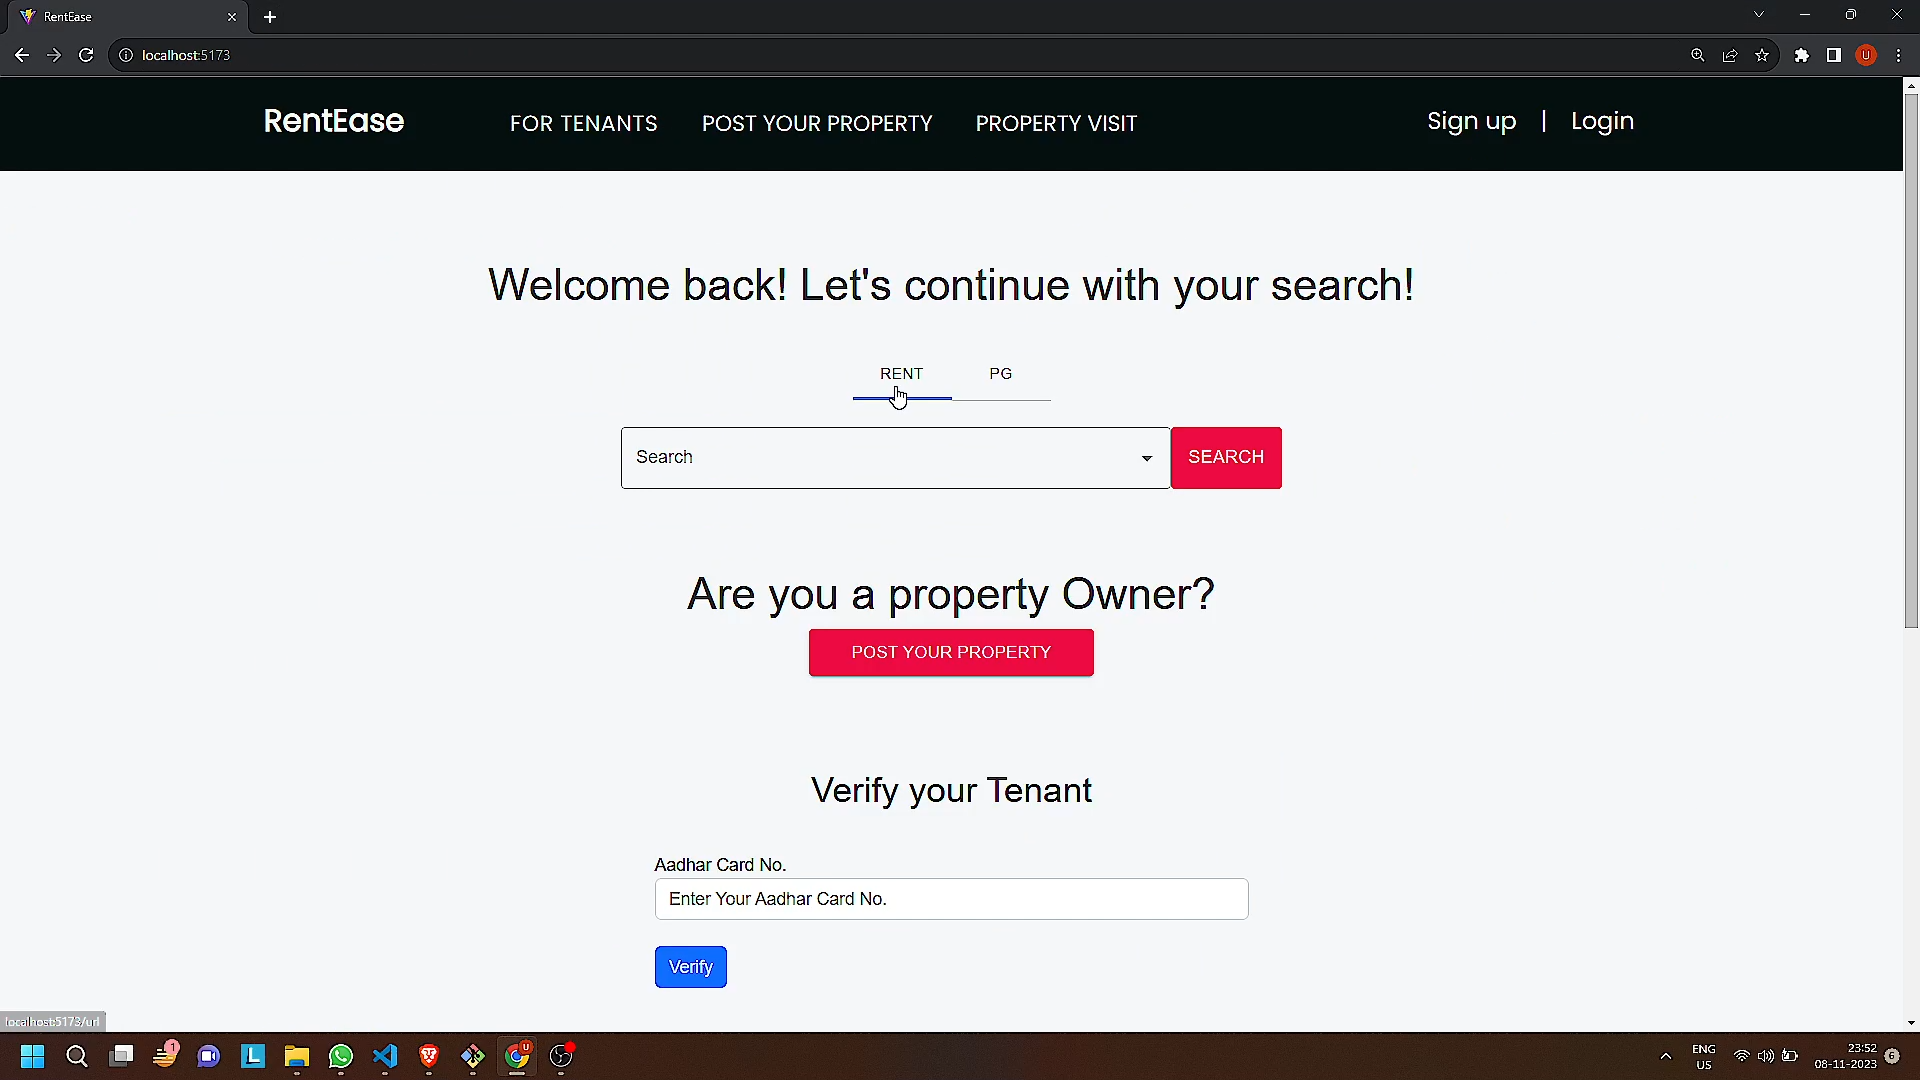 RentEase
localhost:5173
RentEase
FOR TENANTS
POST YOUR PROPERTY
PROPERTY VISIT
Sign up | Login
Welcome back! Let's continue with your search!
RENT
PG
Search
SEARCH
Are you a property Owner?
POST YOUR PROPERTY
Verify your Tenant
Aadhar Card No.
Enter Your Aadhar Card No.
Verify
localhost:5173/url
1
L
U
U
ENG
US
23:52
08-11-2023
6